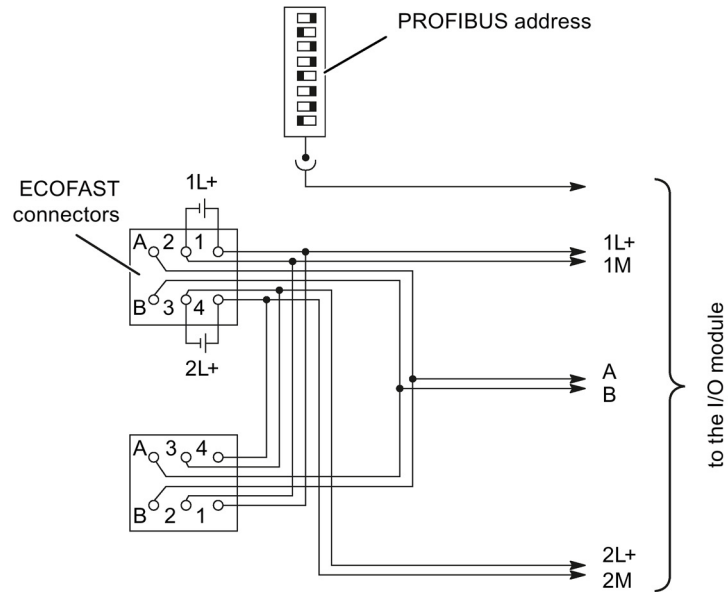 PROFIBUS address
ECOFAST
connectors
1L+
A 2 1
B 3 4
2L+
1L+
1M
A
B
to the I/O module
A 3 4
B 2 1
2L+
2M